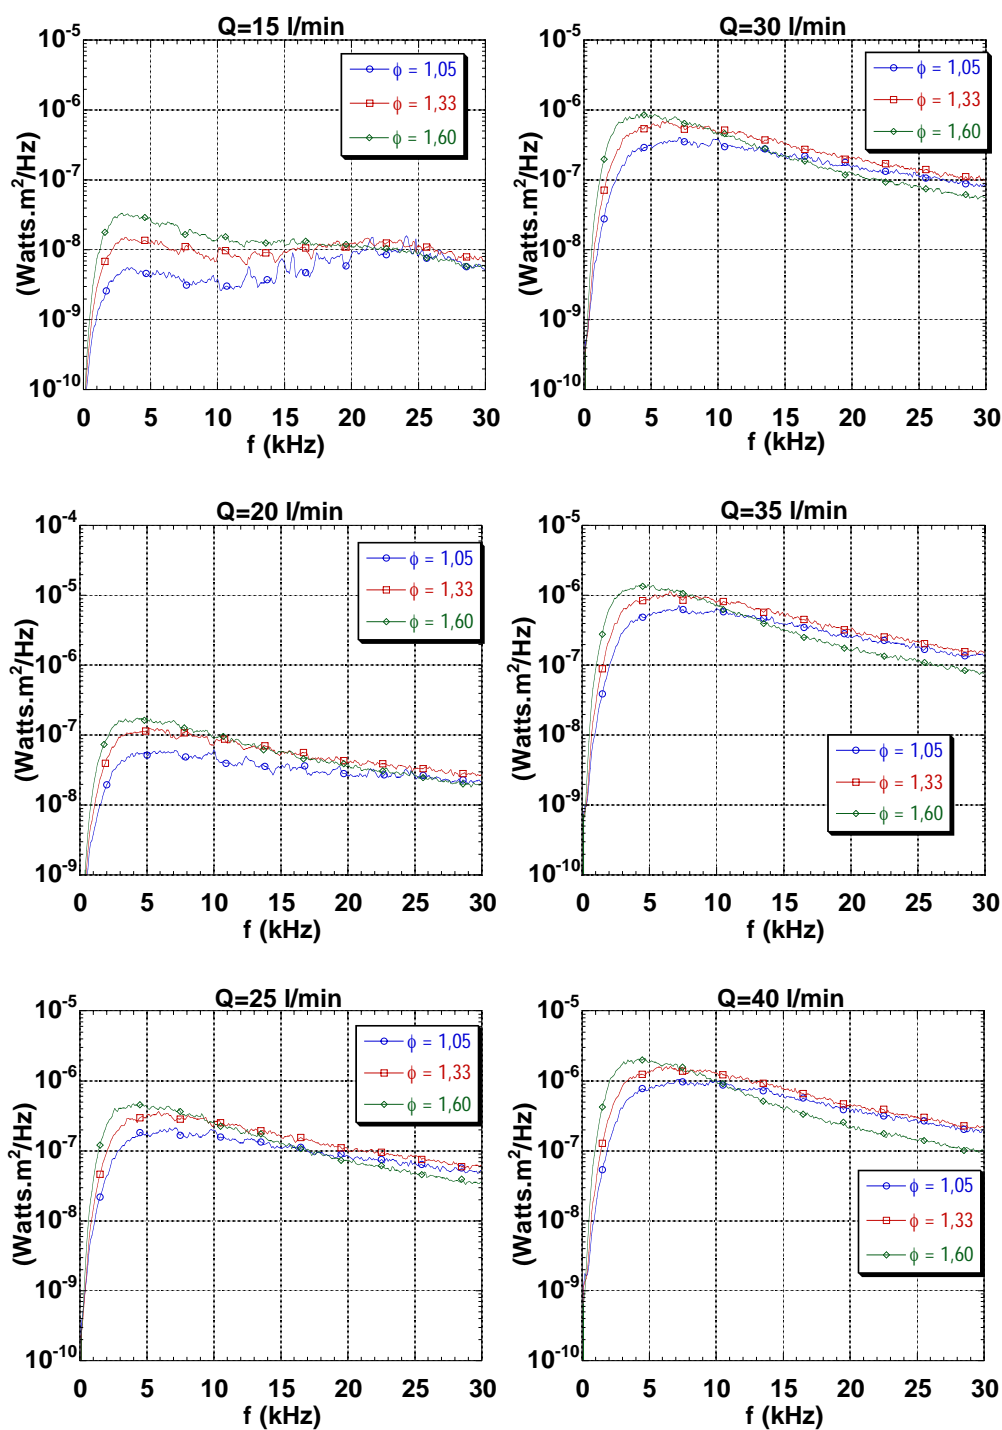 Q=15 l/min
(Watts.m²/Hz)
10⁻⁵
10⁻⁶
10⁻⁷
10⁻⁸
10⁻⁹
10⁻¹⁰
ϕ = 1,05
ϕ = 1,33
ϕ = 1,60
0 5 10 15 20 25 30
f (kHz)
Q=30 l/min
(Watts.m²/Hz)
10⁻⁵
10⁻⁶
10⁻⁷
10⁻⁸
10⁻⁹
10⁻¹⁰
ϕ = 1,05
ϕ = 1,33
ϕ = 1,60
0 5 10 15 20 25 30
f (kHz)
Q=20 l/min
(Watts.m²/Hz)
10⁻⁴
10⁻⁵
10⁻⁶
10⁻⁷
10⁻⁸
10⁻⁹
ϕ = 1,05
ϕ = 1,33
ϕ = 1,60
0 5 10 15 20 25 30
f (kHz)
Q=35 l/min
(Watts.m²/Hz)
10⁻⁵
10⁻⁶
10⁻⁷
10⁻⁸
10⁻⁹
10⁻¹⁰
ϕ = 1,05
ϕ = 1,33
ϕ = 1,60
0 5 10 15 20 25 30
f (kHz)
Q=25 l/min
(Watts.m²/Hz)
10⁻⁵
10⁻⁶
10⁻⁷
10⁻⁸
10⁻⁹
10⁻¹⁰
ϕ = 1,05
ϕ = 1,33
ϕ = 1,60
0 5 10 15 20 25 30
f (kHz)
Q=40 l/min
(Watts.m²/Hz)
10⁻⁵
10⁻⁶
10⁻⁷
10⁻⁸
10⁻⁹
10⁻¹⁰
ϕ = 1,05
ϕ = 1,33
ϕ = 1,60
0 5 10 15 20 25 30
f (kHz)